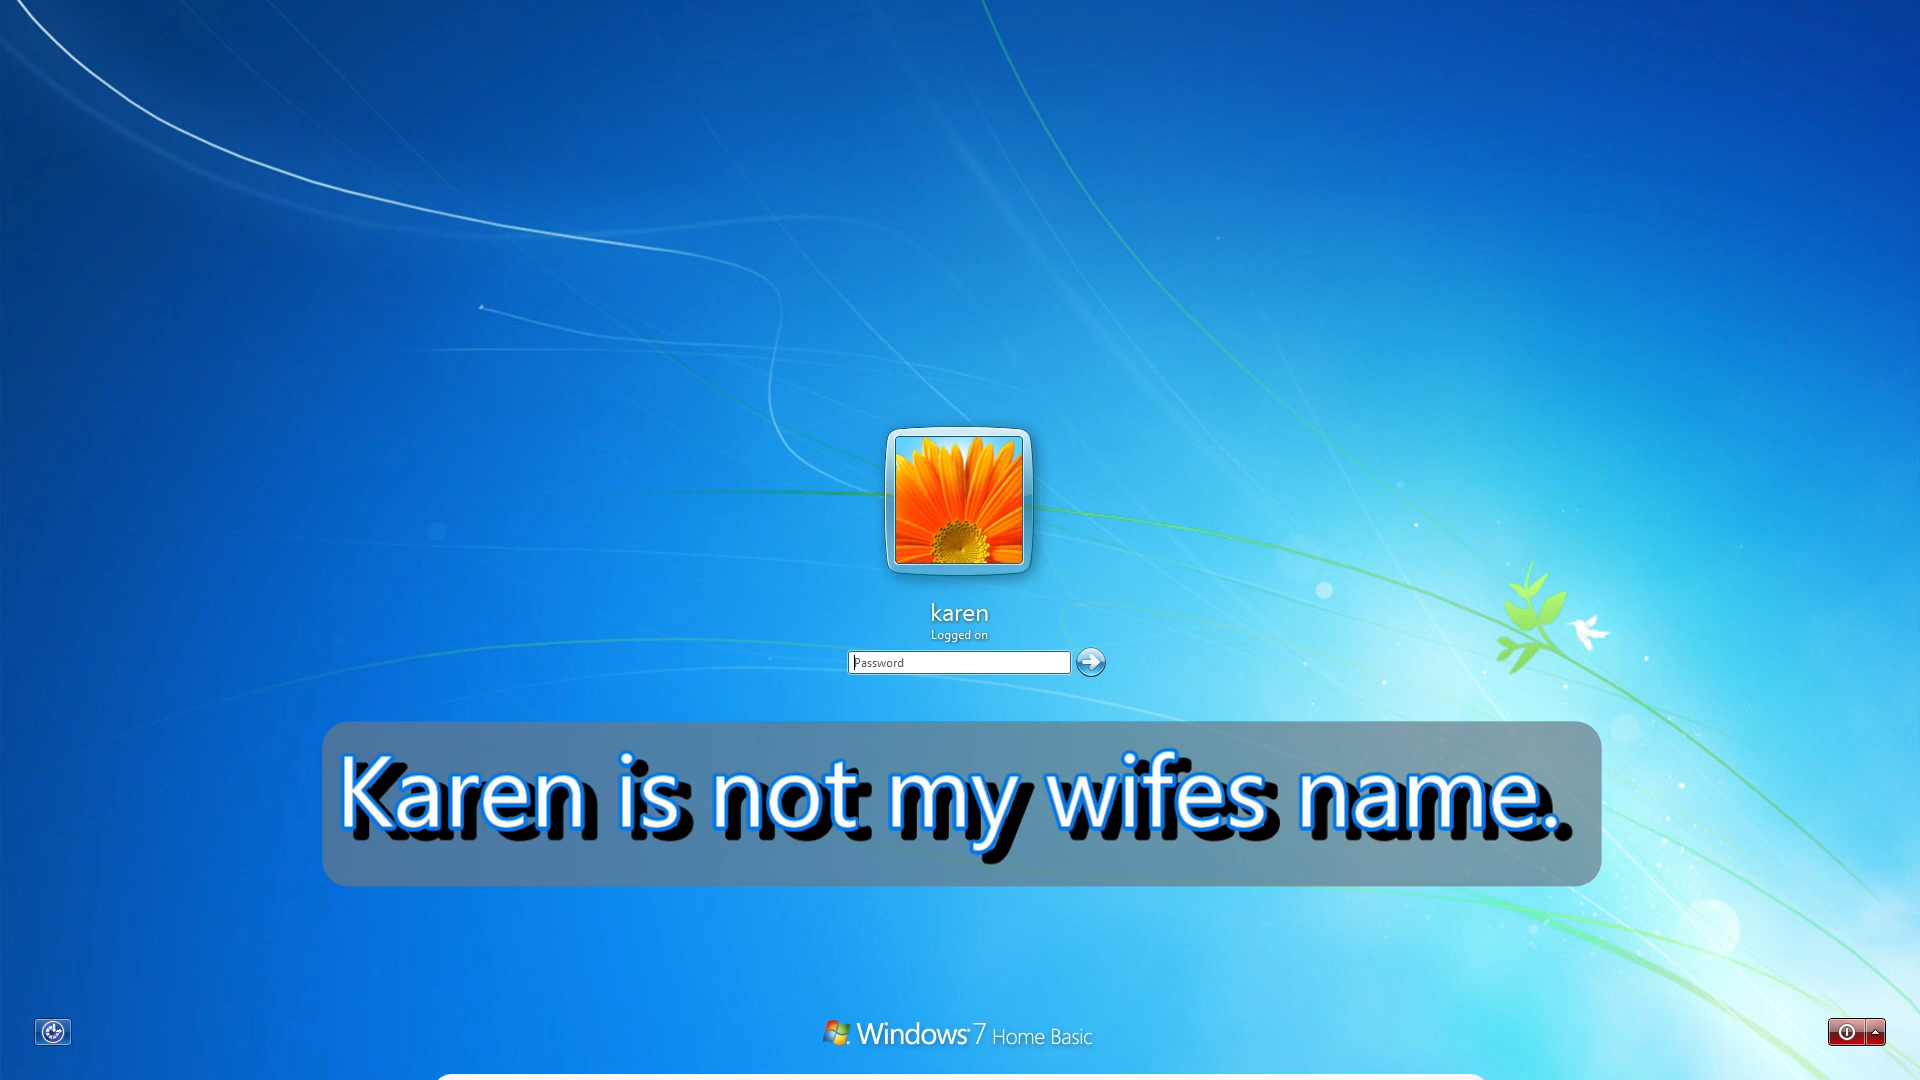 karen
Logged on
Password
Karen is not my wifes name.
Windows 7 Home Basic